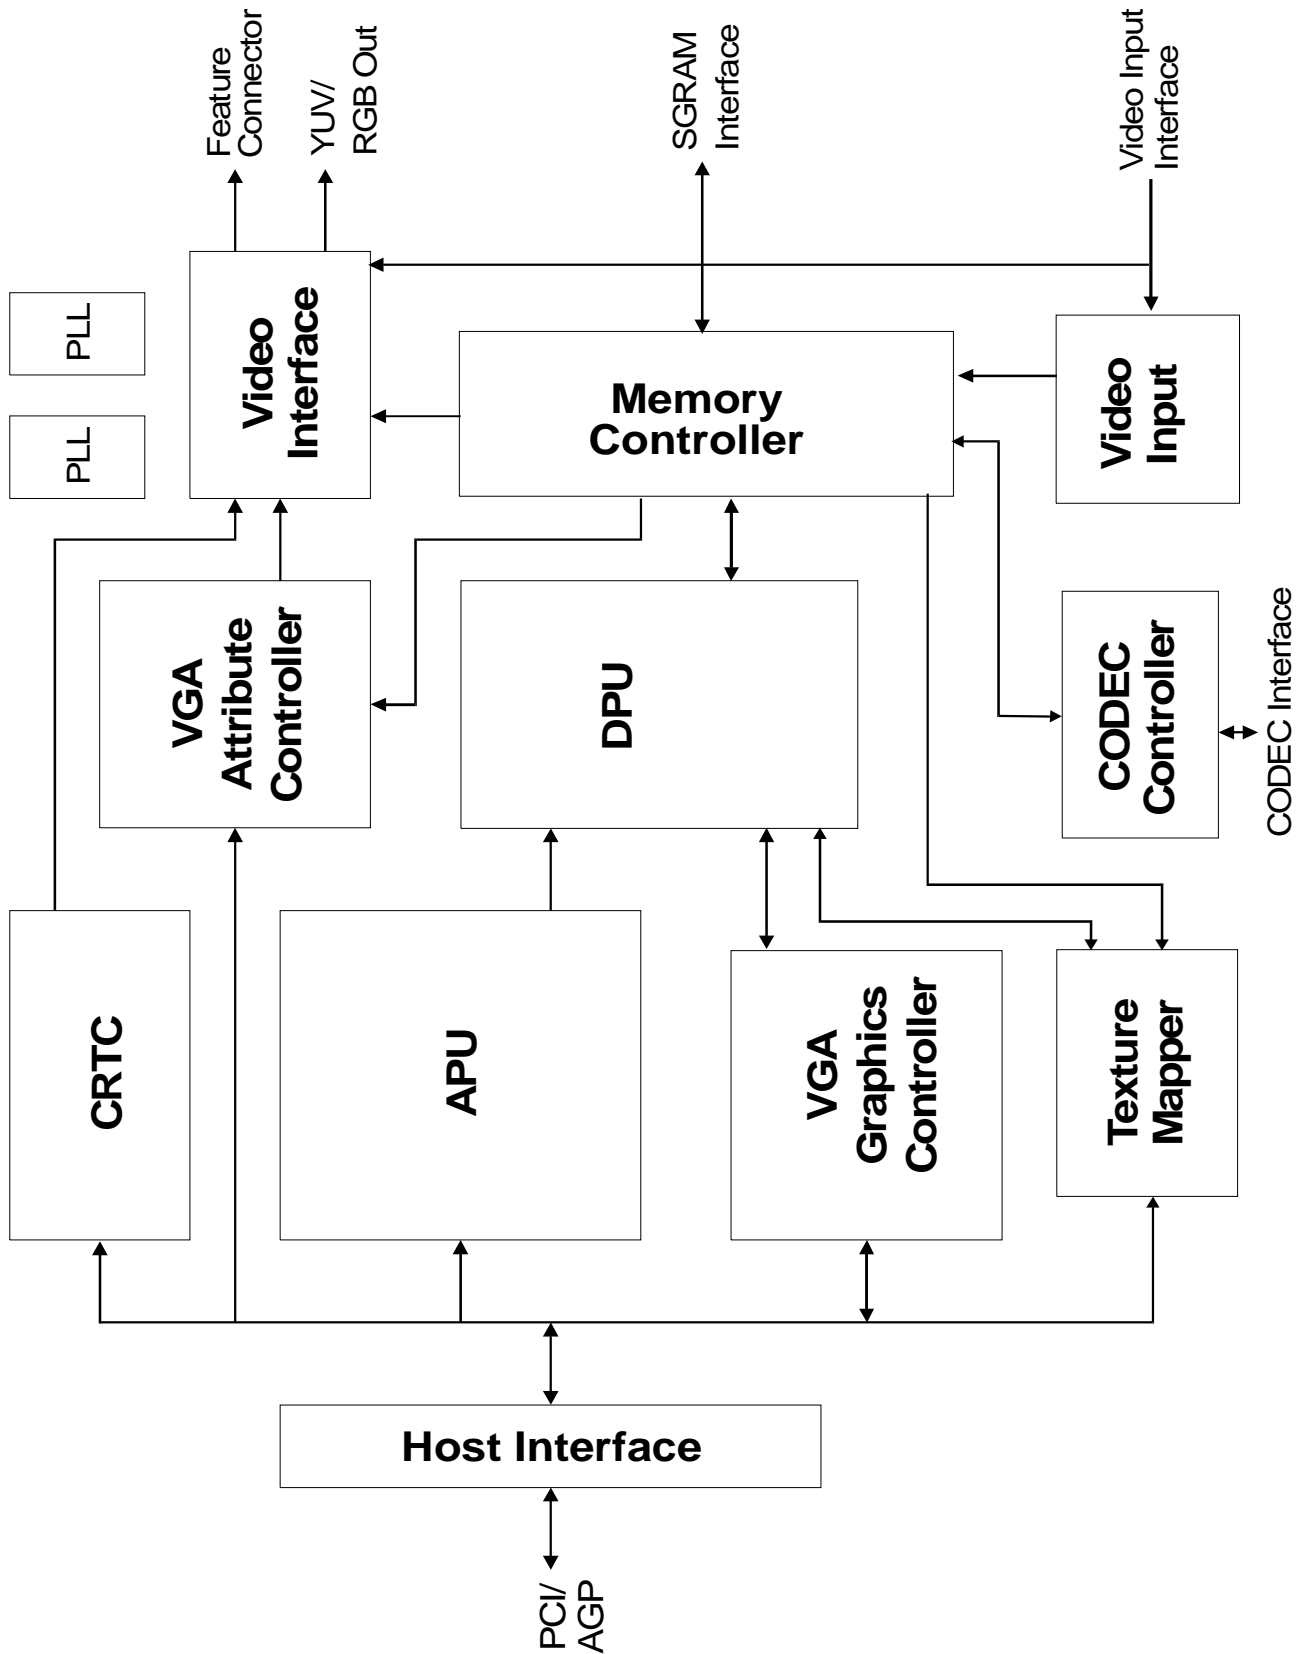 Feature
Connector
YUV/
RGB Out
SGRAM
Interface
Video Input
Interface
PLL
PLL
Video
Interface
Memory
Controller
Video
Input
VGA
Attribute
Controller
DPU
CODEC
Controller
CODEC Interface
CRTC
APU
VGA
Graphics
Controller
Texture
Mapper
Host Interface
PCI/
AGP